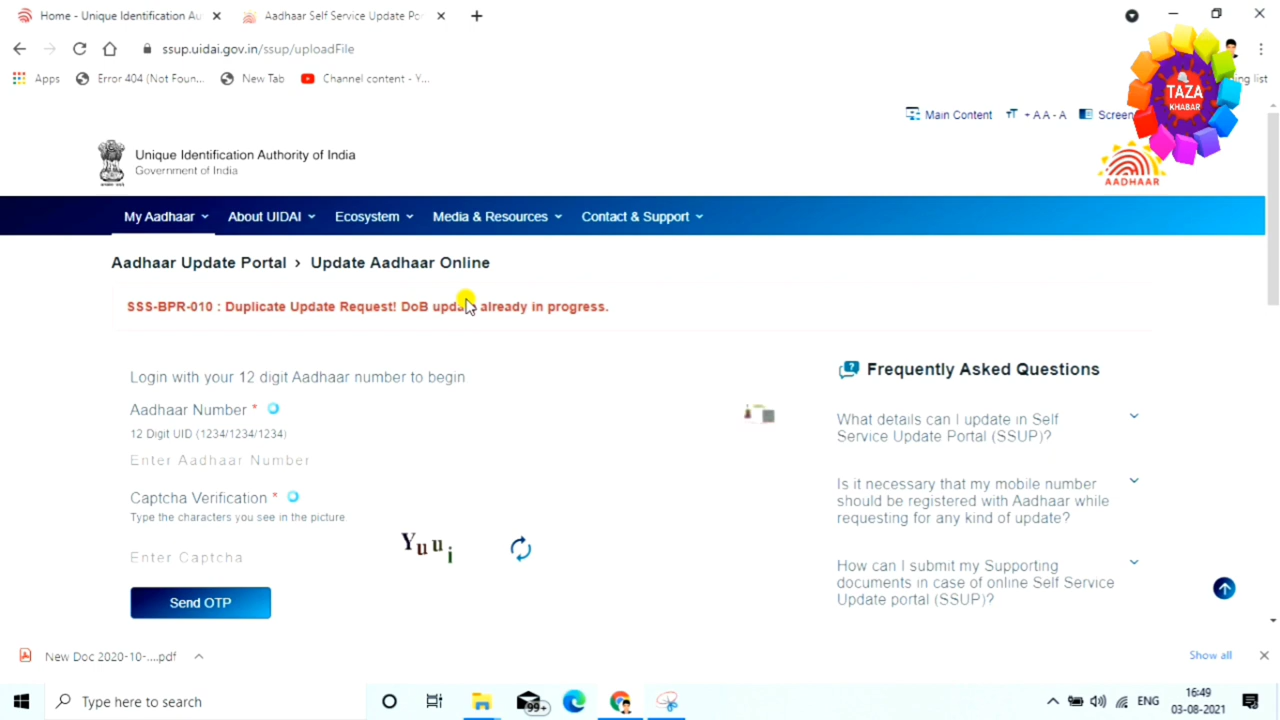 Home - Unique Identification Au
Aadhaar Self Service Update Por
ssup.uidai.gov.in/ssup/uploadFile
Apps
Error 404 (Not Foun...
New Tab
Channel content - Y...
ng list
TAZA
KHABAR
Main Content
TT + A A - A
Screen
Unique Identification Authority of India
Government of India
AADHAAR
My Aadhaar
About UIDAI
Ecosystem
Media & Resources
Contact & Support
Aadhaar Update Portal › Update Aadhaar Online
SSS-BPR-010 : Duplicate Update Request! DoB update already in progress.
Login with your 12 digit Aadhaar number to begin
Aadhaar Number *
12 Digit UID (1234/1234/1234)
Enter Aadhaar Number
Captcha Verification *
Type the characters you see in the picture
Enter Captcha
Yuui
Send OTP
Frequently Asked Questions
What details can I update in Self
Service Update Portal (SSUP)?
Is it necessary that my mobile number
should be registered with Aadhaar while
requesting for any kind of update?
How can I submit my Supporting
documents in case of online Self Service
Update portal (SSUP)?
New Doc 2020-10-....pdf
Show all
Type here to search
99+
ENG
16:49
03-08-2021